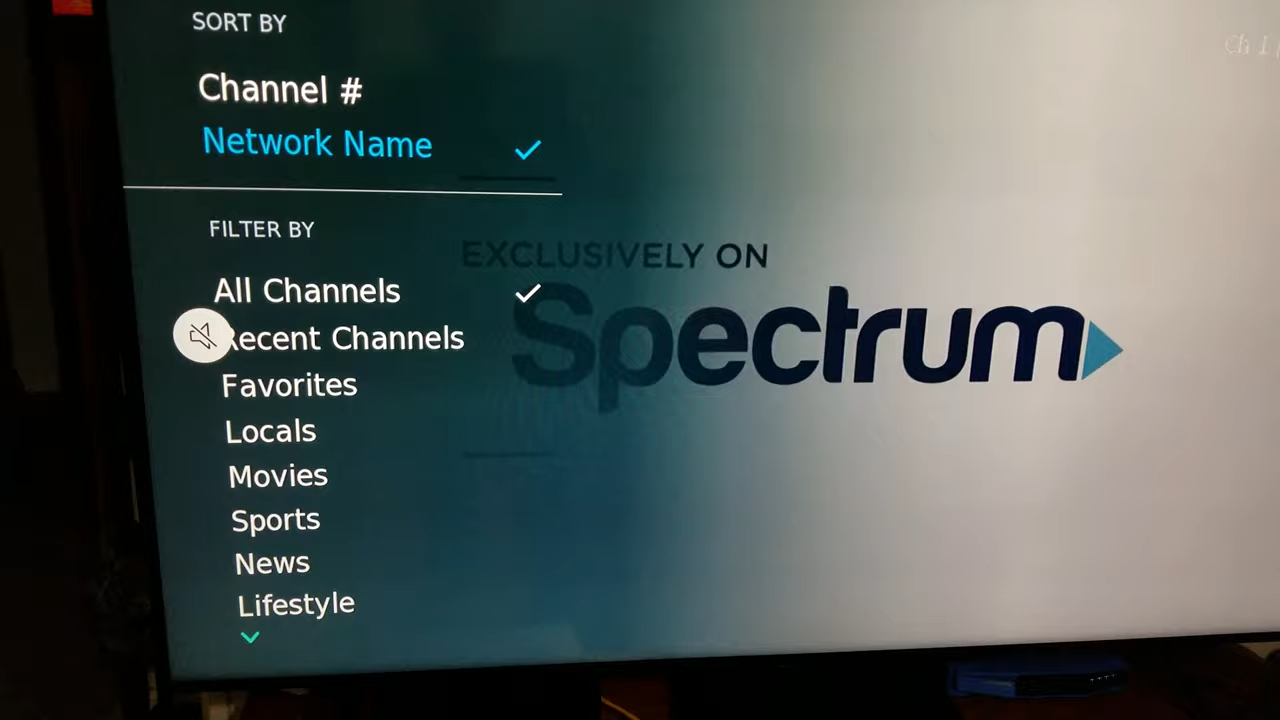 SORT BY
Channel #
Network Name
FILTER BY
All Channels
Recent Channels
Favorites
Locals
Movies
Sports
News
Lifestyle
EXCLUSIVELY ON
Spectrum
Ch